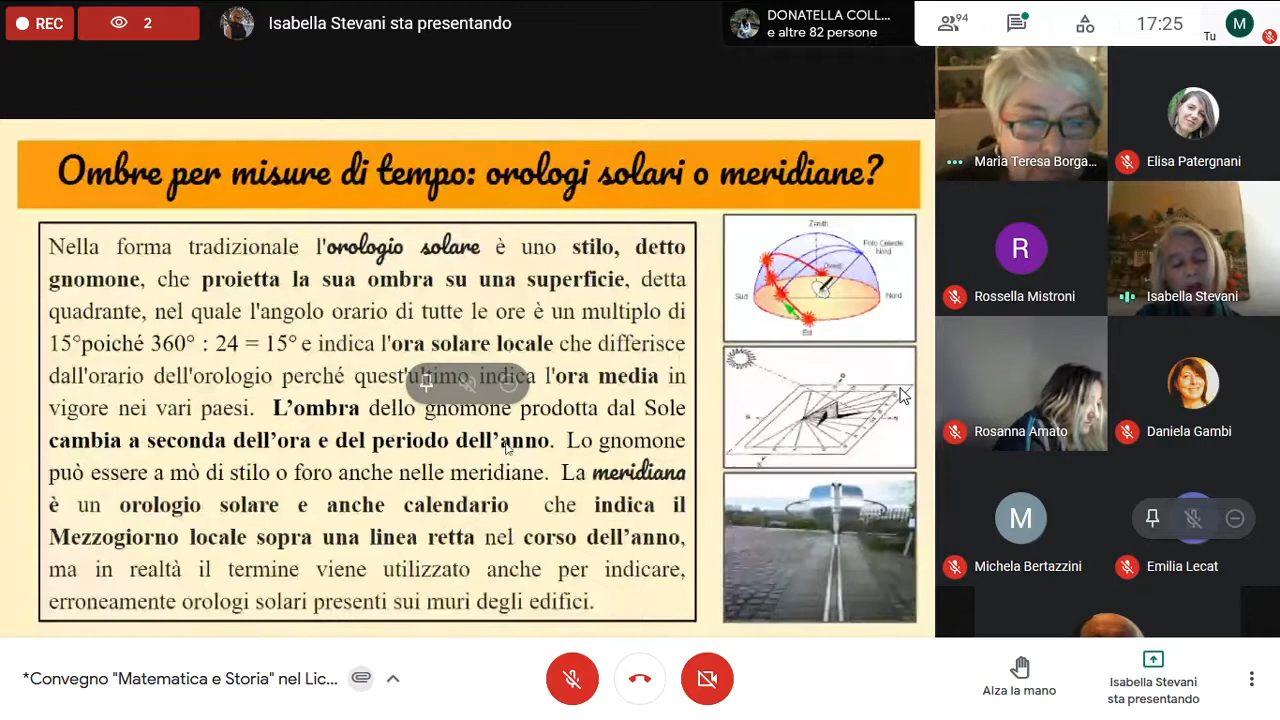 REC
2
Isabella Stevani sta presentando
DONATELLA COLL...
e altre 82 persone
94
17:25
Tu
M
Ombre per misure di tempo: orologi solari o meridiane?
Nella forma tradizionale l'orologio solare è uno stilo, detto
gnomone, che proietta la sua ombra su una superficie, detta
quadrante, nel quale l'angolo orario di tutte le ore è un multiplo di
15°poiché 360° : 24 = 15° e indica l'ora solare locale che differisce
dall'orario dell'orologio perché quest'ultimo indica l'ora media in
vigore nei vari paesi. L'ombra dello gnomone prodotta dal Sole
cambia a seconda dell'ora e del periodo dell'anno. Lo gnomone
può essere a mò di stilo o foro anche nelle meridiane. La meridiana
è un orologio solare e anche calendario che indica il
Mezzogiorno locale sopra una linea retta nel corso dell'anno,
ma in realtà il termine viene utilizzato anche per indicare,
erroneamente orologi solari presenti sui muri degli edifici.
Zenith
Polo Celeste
Nord
Sud
Nord
Est
Maria Teresa Borga...
Elisa Patergnani
R
Rossella Mistroni
Isabella Stevani
Rosanna Amato
Daniela Gambi
M
Michela Bertazzini
Emilia Lecat
*Convegno "Matematica e Storia" nel Lic...
Alza la mano
Isabella Stevani
sta presentando